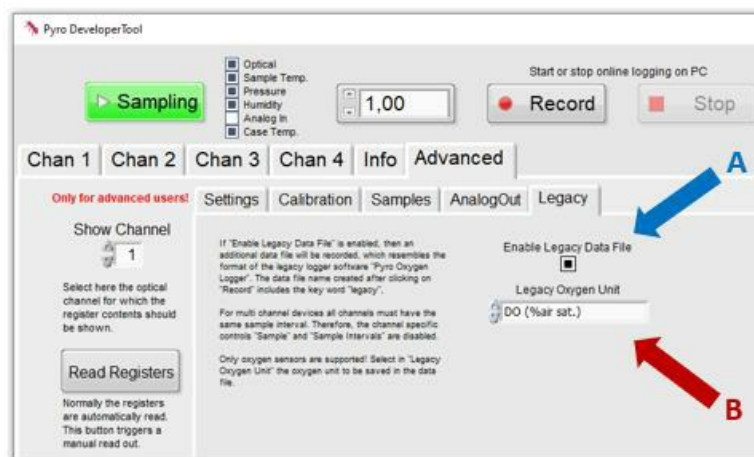 Pyro DeveloperTool
Optical
Sample Temp.
Pressure
Humidity
Analog In
Case Temp.
Sampling
1,00
Start or stop online logging on PC
Record
Stop
Chan 1
Chan 2
Chan 3
Chan 4
Info
Advanced
A
Only for advanced users!
Settings
Calibration
Samples
AnalogOut
Legacy
Show Channel
1
Select here the optical
channel for which the
register contents should
be shown.
Read Registers
Normally the registers
are automatically read.
This button triggers a
manual read out.
If "Enable Legacy Data File" is enabled, then an
additional data file will be recorded, which resembles the
format of the legacy logger software "Pyro Oxygen
Logger". The data file name created after clicking on
"Record" includes the key word "legacy".
For multi channel devices all channels must have the
same sample interval. Therefore, the channel specific
controls "Sample" and "Sample Intervals" are disabled.
Only oxygen sensors are supported! Select in "Legacy
Oxygen Unit" the oxygen unit to be saved in the data
file.
Enable Legacy Data File
Legacy Oxygen Unit
DO (%air sat.)
B